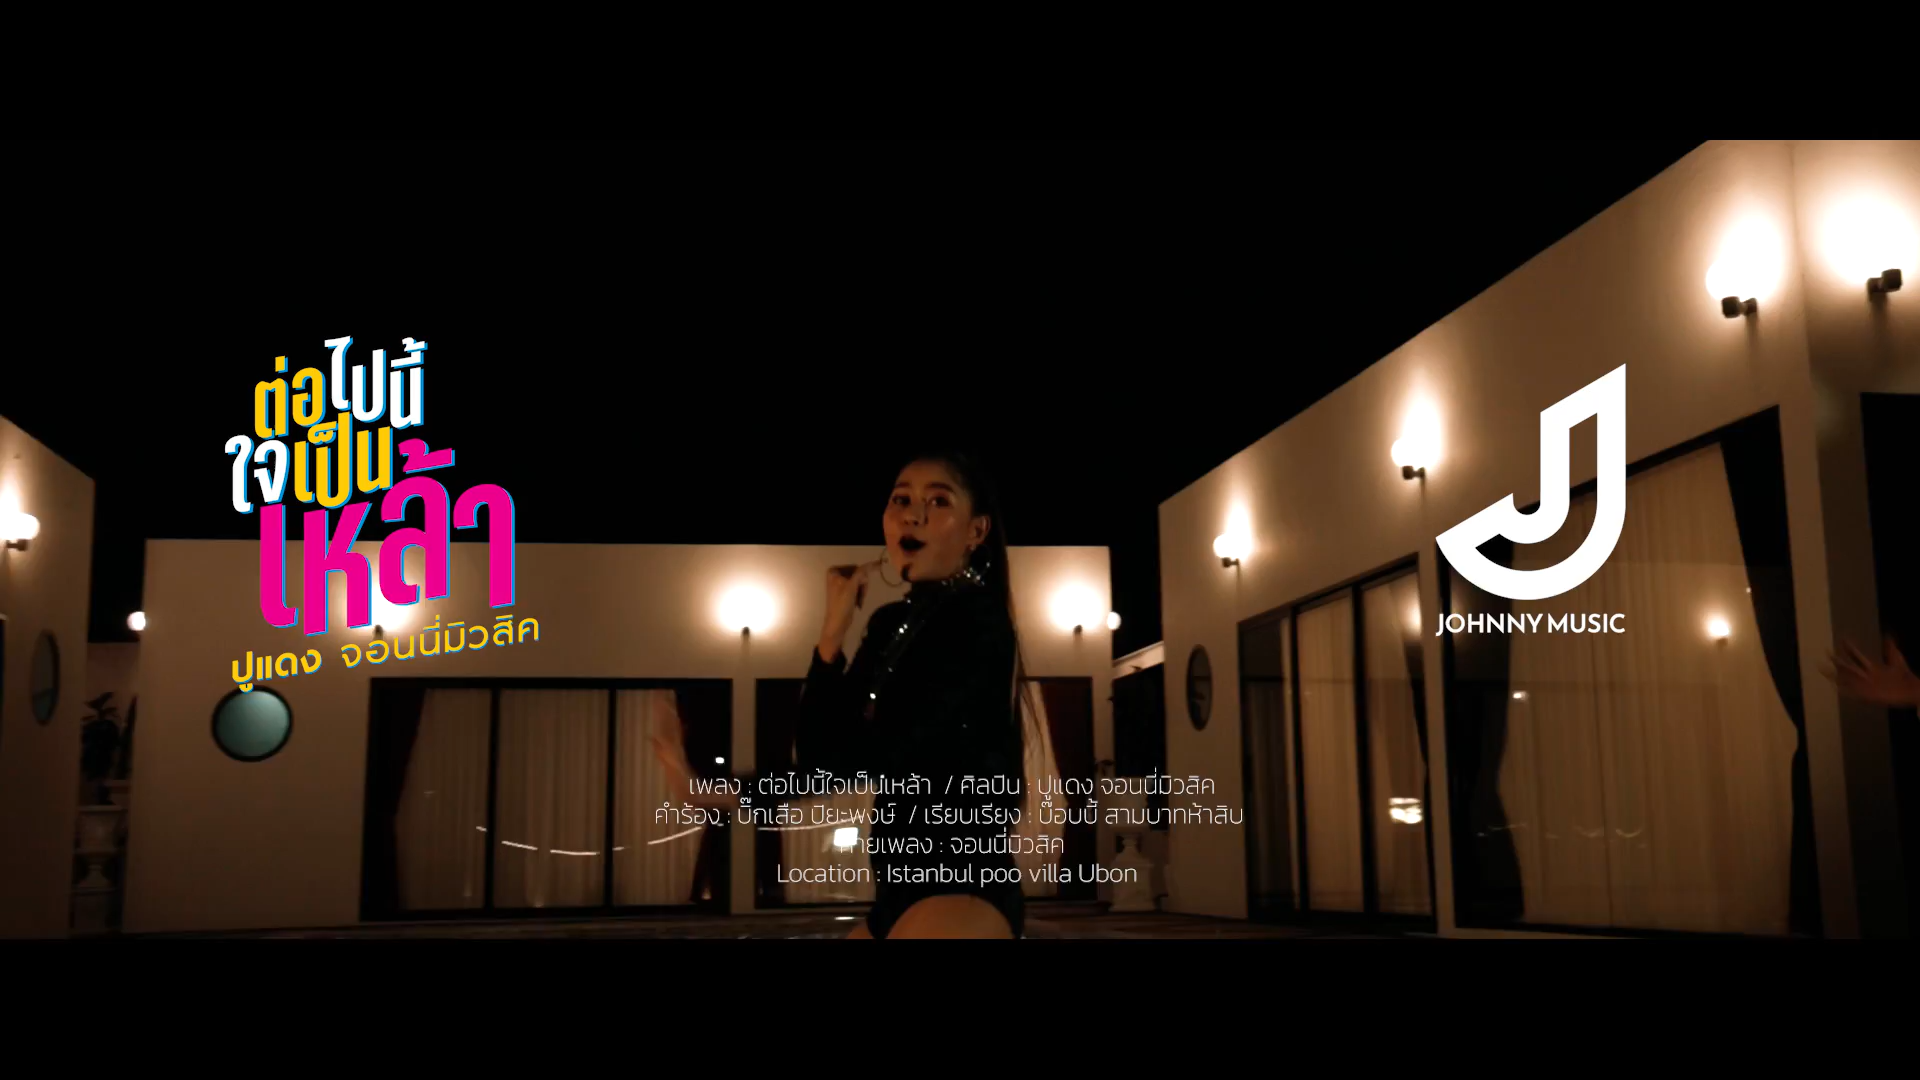 ต่อไปนี้
ใจเป็น
เหล้า
ปูแดง จอนนี่มิวสิค
JOHNNY MUSIC
เพลง : ต่อไปนี้ใจเป็นเหล้า / ศิลปิน : ปูแดง จอนนี่มิวสิค
คำร้อง : บิ๊กเสือ ปิยะพงษ์ / เรียบเรียง : บ๊อบบี้ สามบาทห้าสิบ
ค่ายเพลง : จอนนี่มิวสิค
Location : Istanbul poo villa Ubon